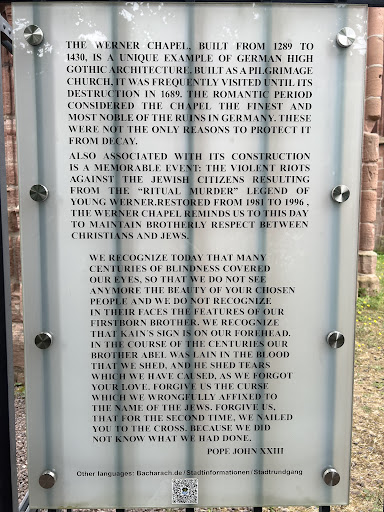 THE WERNER CHAPEL, BUILT FROM 1289 TO
1430, IS A UNIQUE EXAMPLE OF GERMAN HIGH
GOTHIC ARCHITECTURE. BUILT AS A PILGRIMAGE
CHURCH, IT WAS FREQUENTLY VISITED UNTIL ITS
DESTRUCTION IN 1689. THE ROMANTIC PERIOD
CONSIDERED THE CHAPEL THE FINEST AND
MOST NOBLE OF THE RUINS IN GERMANY. THESE
WERE NOT THE ONLY REASONS TO PROTECT IT
FROM DECAY.
ALSO ASSOCIATED WITH ITS CONSTRUCTION
IS A MEMORABLE EVENT: THE VIOLENT RIOTS
AGAINST THE JEWISH CITIZENS RESULTING
FROM THE "RITUAL MURDER" LEGEND OF
YOUNG WERNER.RESTORED FROM 1981 TO 1996 ,
THE WERNER CHAPEL REMINDS US TO THIS DAY
TO MAINTAIN BROTHERLY RESPECT BETWEEN
CHRISTIANS AND JEWS.
WE RECOGNIZE TODAY THAT MANY
CENTURIES OF BLINDNESS COVERED
OUR EYES, SO THAT WE DO NOT SEE
ANYMORE THE BEAUTY OF YOUR CHOSEN
PEOPLE AND WE DO NOT RECOGNIZE
IN THEIR FACES THE FEATURES OF OUR
FIRSTBORN BROTHER. WE RECOGNIZE
THAT KAIN'S SIGN IS ON OUR FOREHEAD.
IN THE COURSE OF THE CENTURIES OUR
BROTHER ABEL WAS LAIN IN THE BLOOD
THAT WE SHED, AND HE SHED TEARS
WHICH WE HAVE CAUSED, AS WE FORGOT
YOUR LOVE. FORGIVE US THE CURSE
WHICH WE WRONGFULLY AFFIXED TO
THE NAME OF THE JEWS. FORGIVE US,
THAT FOR THE SECOND TIME, WE NAILED
YOU TO THE CROSS. BECAUSE WE DID
NOT KNOW WHAT WE HAD DONE.
POPE JOHN XXIII
Other languages: Bacharach.de/Stadtinformationen/Stadtrundgang